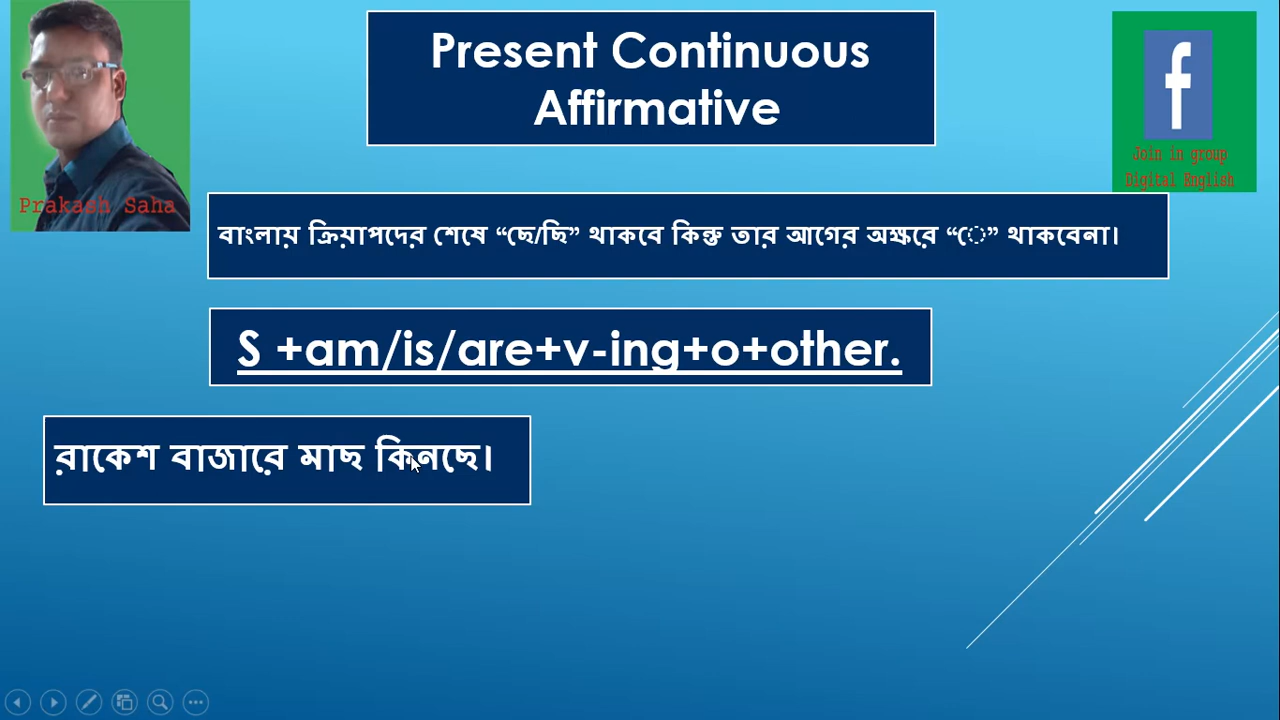 Present Continuous
Affirmative
Join in group
Digital English
Prakash Saha
বাংলায় ক্রিয়াপদের শেষে “ছে/ছি” থাকবে কিন্তু তার আগের অক্ষরে “ে” থাকবেনা।
S +am/is/are+v-ing+o+other.
রাকেশ বাজারে মাছ কিনছে।